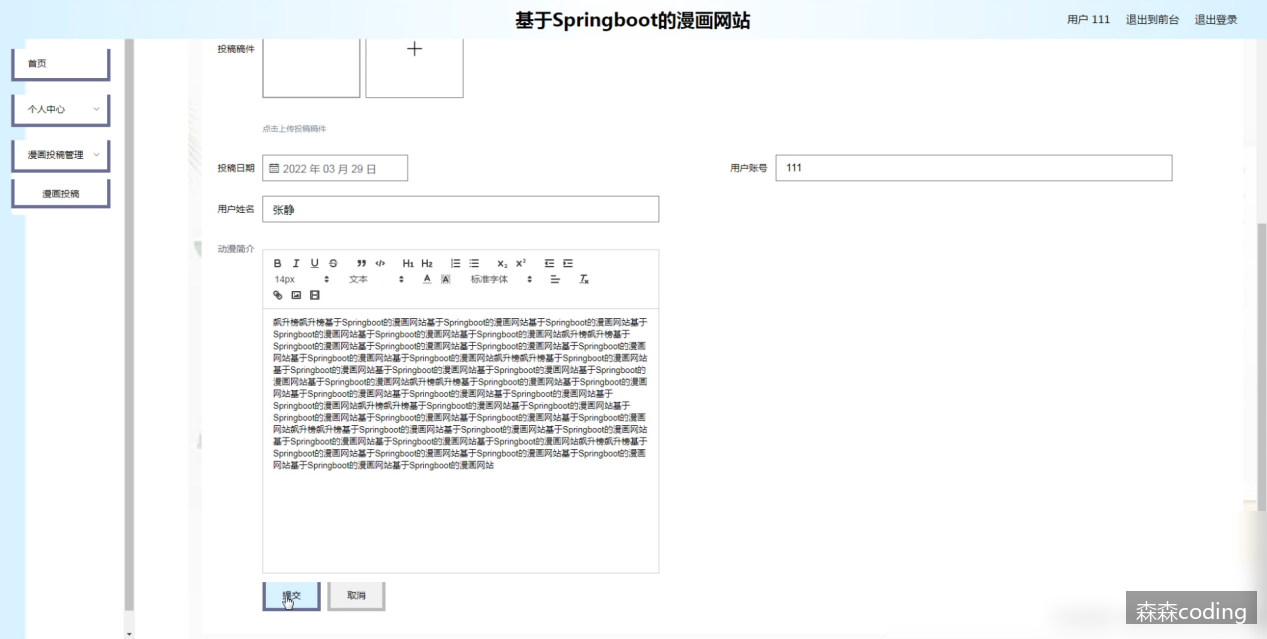 基于Springboot的漫画网站
用户 111 退出到前台 退出登录
首页
个人中心
漫画投稿管理
漫画投稿
投稿稿件
点击上传投稿稿件
投稿日期 2022 年 03 月 29 日 用户账号 111
用户姓名 张静
动漫简介
B I U S ❞ </> H1 H2 X2 X2
14px 文本 A A 标准字体 Tx
飙升榜飙升榜基于Springboot的漫画网站基于Springboot的漫画网站基于Springboot的漫画网站基于
Springboot的漫画网站基于Springboot的漫画网站基于Springboot的漫画网站飙升榜飙升榜基于
Springboot的漫画网站基于Springboot的漫画网站基于Springboot的漫画网站基于Springboot的漫画
网站基于Springboot的漫画网站基于Springboot的漫画网站飙升榜飙升榜基于Springboot的漫画网站
基于Springboot的漫画网站基于Springboot的漫画网站基于Springboot的漫画网站基于Springboot的
漫画网站基于Springboot的漫画网站飙升榜飙升榜基于Springboot的漫画网站基于Springboot的漫画
网站基于Springboot的漫画网站基于Springboot的漫画网站基于Springboot的漫画网站基于
Springboot的漫画网站飙升榜飙升榜基于Springboot的漫画网站基于Springboot的漫画网站基于
Springboot的漫画网站基于Springboot的漫画网站基于Springboot的漫画网站基于Springboot的漫画
网站飙升榜飙升榜基于Springboot的漫画网站基于Springboot的漫画网站基于Springboot的漫画网站
基于Springboot的漫画网站基于Springboot的漫画网站基于Springboot的漫画网站飙升榜飙升榜基于
Springboot的漫画网站基于Springboot的漫画网站基于Springboot的漫画网站基于Springboot的漫画
网站基于Springboot的漫画网站基于Springboot的漫画网站
提交 取消
森森coding